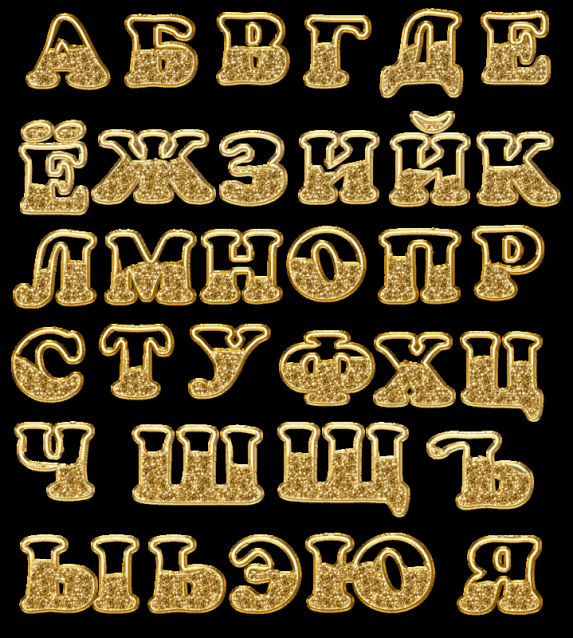 А Б В Г Д Е
Ё Ж З И Й К
Л М Н О П Р
С Т У Ф Х Ц
Ч Ш Щ Ъ
Ы Ь Э Ю Я